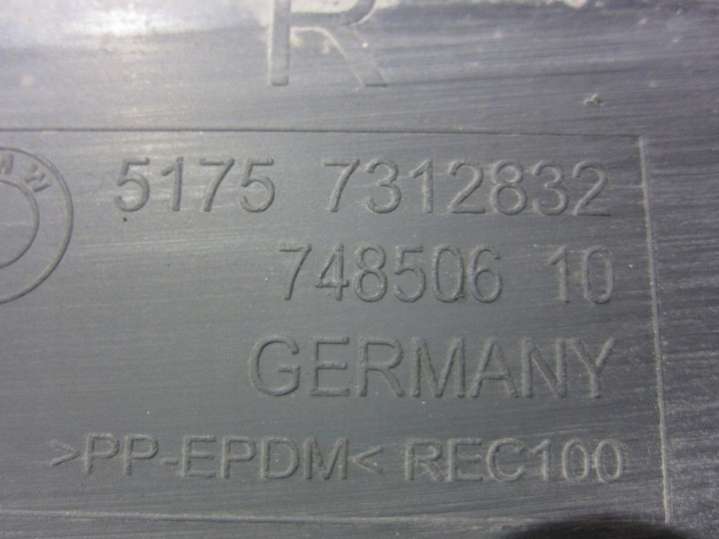 R
5175 7312832
748506 10
GERMANY
>PP-EPDM< REC100